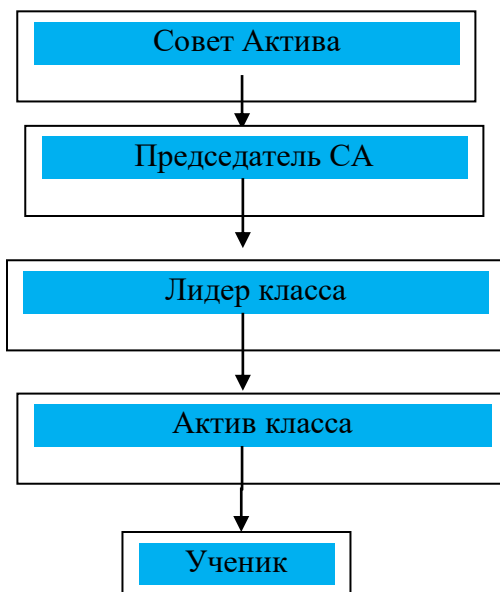 Совет Актива
Председатель СА
Лидер класса
Актив класса
Ученик